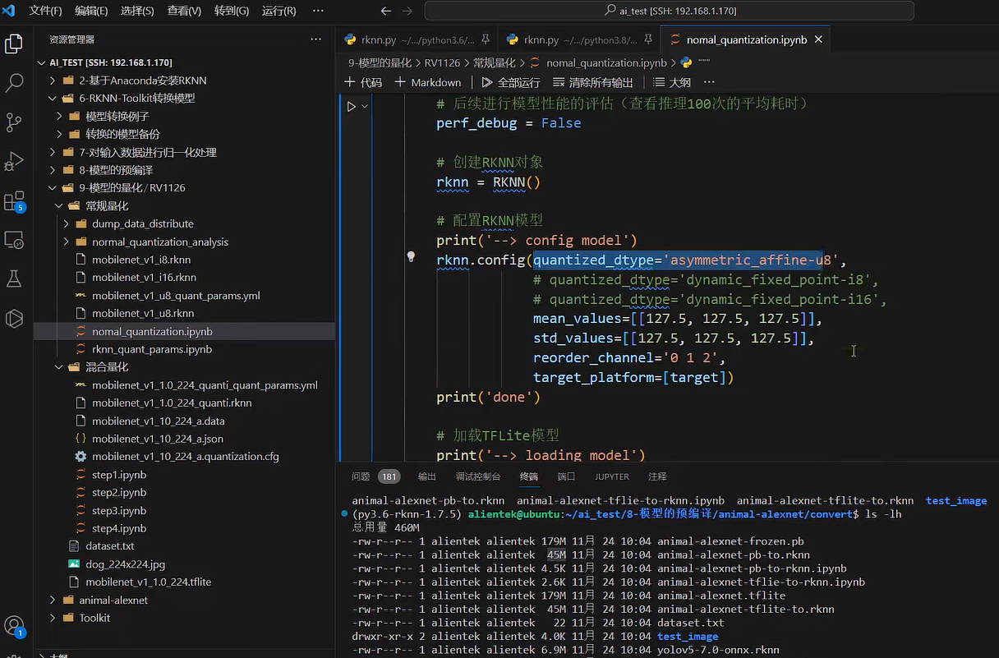 文件(F) 编辑(E) 选择(S) 查看(V) 转到(G) 运行(R) ···
ai_test [SSH: 192.168.1.170]
资源管理器
AI_TEST [SSH: 192.168.1.170]
2-基于Anaconda安装RKNN
6-RKNN-Toolkit转换模型
模型转换例子
转换的模型备份
7-对输入数据进行归一化处理
8-模型的预编译
9-模型的量化/RV1126
常规量化
dump_data_distribute
normal_quantization_analysis
mobilenet_v1_i8.rknn
mobilenet_v1_i16.rknn
mobilenet_v1_u8_quant_params.yml
mobilenet_v1_u8.rknn
nomal_quantization.ipynb
rknn_quant_params.ipynb
混合量化
mobilenet_v1_1.0_224_quanti_quant_params.yml
mobilenet_v1_1.0_224_quanti.rknn
mobilenet_v1_10_224_a.data
mobilenet_v1_10_224_a.json
mobilenet_v1_10_224_a.quantization.cfg
step1.ipynb
step2.ipynb
step3.ipynb
step4.ipynb
dataset.txt
dog_224x224.jpg
mobilenet_v1_1.0_224.tflite
animal-alexnet
Toolkit
大纲
5
1
rknn.py ~/.../python3.6/... rknn.py ~/.../python3.8/... nomal_quantization.ipynb
9-模型的量化 > RV1126 > 常规量化 > nomal_quantization.ipynb > """
+ 代码 + Markdown 全部运行 清除所有输出 大纲 ···
# 后续进行模型性能的评估（查看推理100次的平均耗时）
perf_debug = False
# 创建RKNN对象
rknn = RKNN()
# 配置RKNN模型
print('--> config model')
rknn.config(quantized_dtype='asymmetric_affine-u8',
# quantized_dtype='dynamic_fixed_point-i8',
# quantized_dtype='dynamic_fixed_point-i16',
mean_values=[[127.5, 127.5, 127.5]],
std_values=[[127.5, 127.5, 127.5]],
reorder_channel='0 1 2',
target_platform=[target])
print('done')
# 加载TFLite模型
print('--> loading model')
问题 181 输出 调试控制台 终端 端口 JUPYTER 注释
animal-alexnet-pb-to.rknn animal-alexnet-tflie-to-rknn.ipynb animal-alexnet-tflite-to.rknn test_image
(py3.6-rknn-1.7.5) alientek@ubuntu:~/ai_test/8-模型的预编译/animal-alexnet/convert$ ls -lh
总用量 460M
-rw-r--r-- 1 alientek alientek 179M 11月 24 10:04 animal-alexnet-frozen.pb
-rw-r--r-- 1 alientek alientek 45M 11月 24 10:04 animal-alexnet-pb-to.rknn
-rw-r--r-- 1 alientek alientek 4.5K 11月 24 10:04 animal-alexnet-pb-to-rknn.ipynb
-rw-r--r-- 1 alientek alientek 2.6K 11月 24 10:04 animal-alexnet-tflie-to-rknn.ipynb
-rw-r--r-- 1 alientek alientek 179M 11月 24 10:04 animal-alexnet.tflite
-rw-r--r-- 1 alientek alientek 45M 11月 24 10:04 animal-alexnet-tflite-to.rknn
-rw-r--r-- 1 alientek alientek 22 11月 24 10:04 dataset.txt
drwxr-xr-x 2 alientek alientek 4.0K 11月 24 10:04 test_image
-rw-r--r-- 1 alientek alientek 6.9M 11月 24 10:04 yolov5-7.0-onnx.rknn